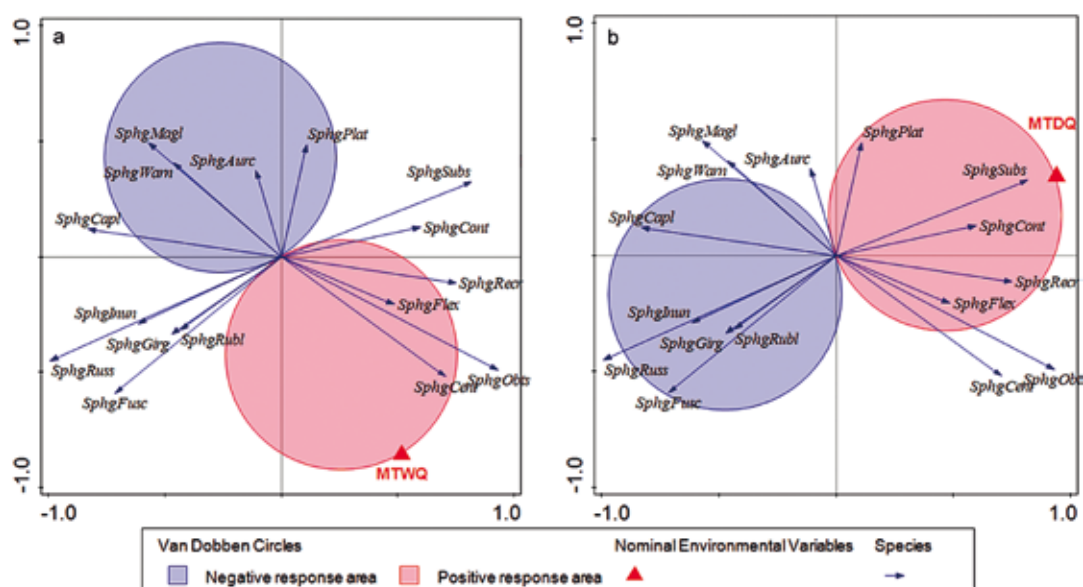 a
1.0
SphgMagl
SphgPlat
SphgWarn
SphgAurc
SphgSubs
SphgCapl
SphgCont
SphgRecr
SphgInun
SphgFlex
SphgGirg
SphgRubl
SphgRuss
SphgCent
SphgObts
SphgFusc
MTWQ
-1.0
-1.0
1.0
b
1.0
MTDQ
SphgMagl
SphgPlat
SphgWarn
SphgAurc
SphgSubs
SphgCapl
SphgCont
SphgRecr
SphgInun
SphgFlex
SphgGirg
SphgRubl
SphgRuss
SphgCent
SphgObts
SphgFusc
-1.0
1.0
Van Dobben Circles
Nominal Environmental Variables
Species
Negative response area
Positive response area